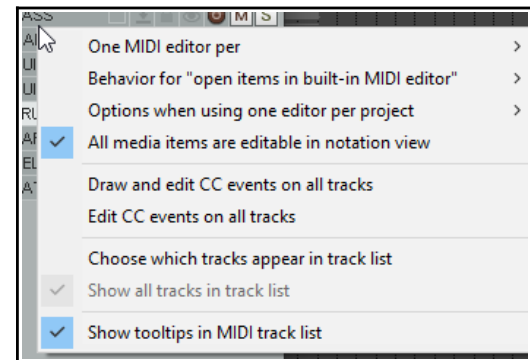 ASS M S
One MIDI editor per
Behavior for "open items in built-in MIDI editor"
Options when using one editor per project
All media items are editable in notation view
Draw and edit CC events on all tracks
Edit CC events on all tracks
Choose which tracks appear in track list
Show all tracks in track list
Show tooltips in MIDI track list